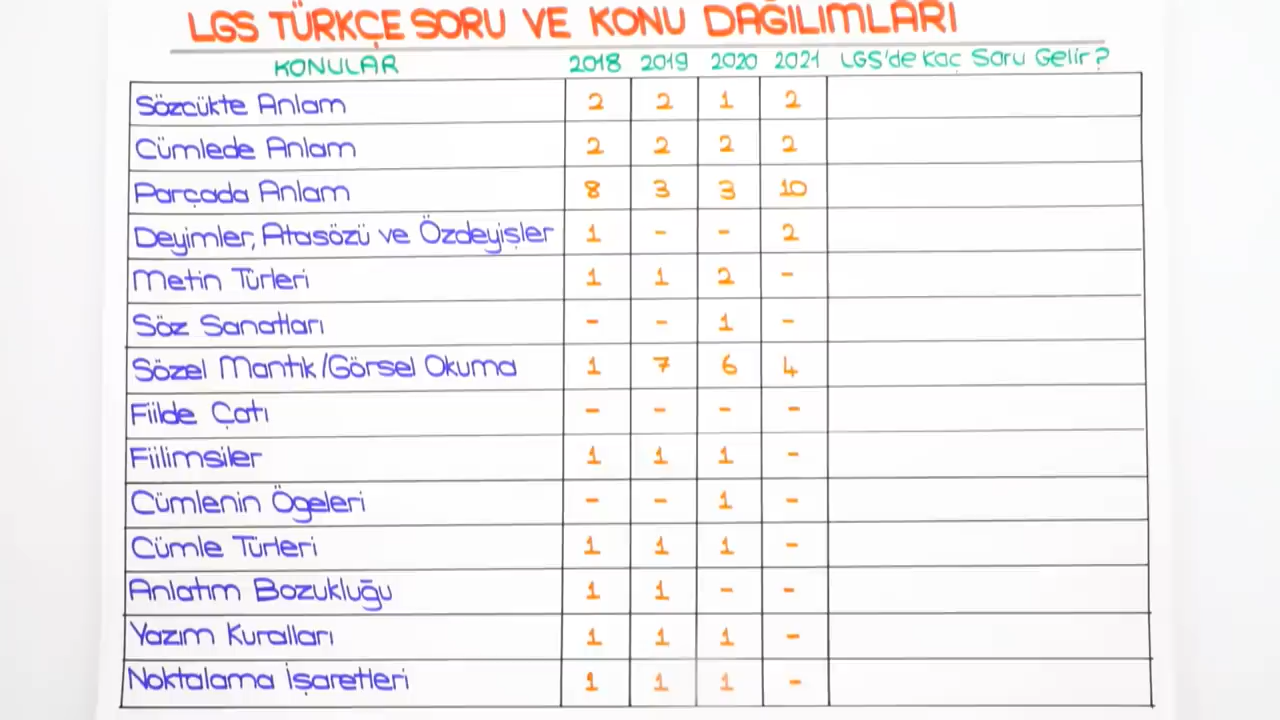 LGS TÜRKÇE SORU VE KONU DAĞILIMLARI
KONULAR 2018 2019 2020 2021 LGS'de Kaç Soru Gelir?
Sözcükte Anlam 2 2 1 2
Cümlede Anlam 2 2 2 2
Parçada Anlam 8 3 3 10
Deyimler, Atasözü ve Özdeyişler 1 - - 2
Metin Türleri 1 1 2 -
Söz Sanatları - - 1 -
Sözel Mantık/Görsel Okuma 1 7 6 4
Fiilde Çatı - - - -
Fiilimsiler 1 1 1 -
Cümlenin Ögeleri - - 1 -
Cümle Türleri 1 1 1 -
Anlatım Bozukluğu 1 1 - -
Yazım Kuralları 1 1 1 -
Noktalama İşaretleri 1 1 1 -